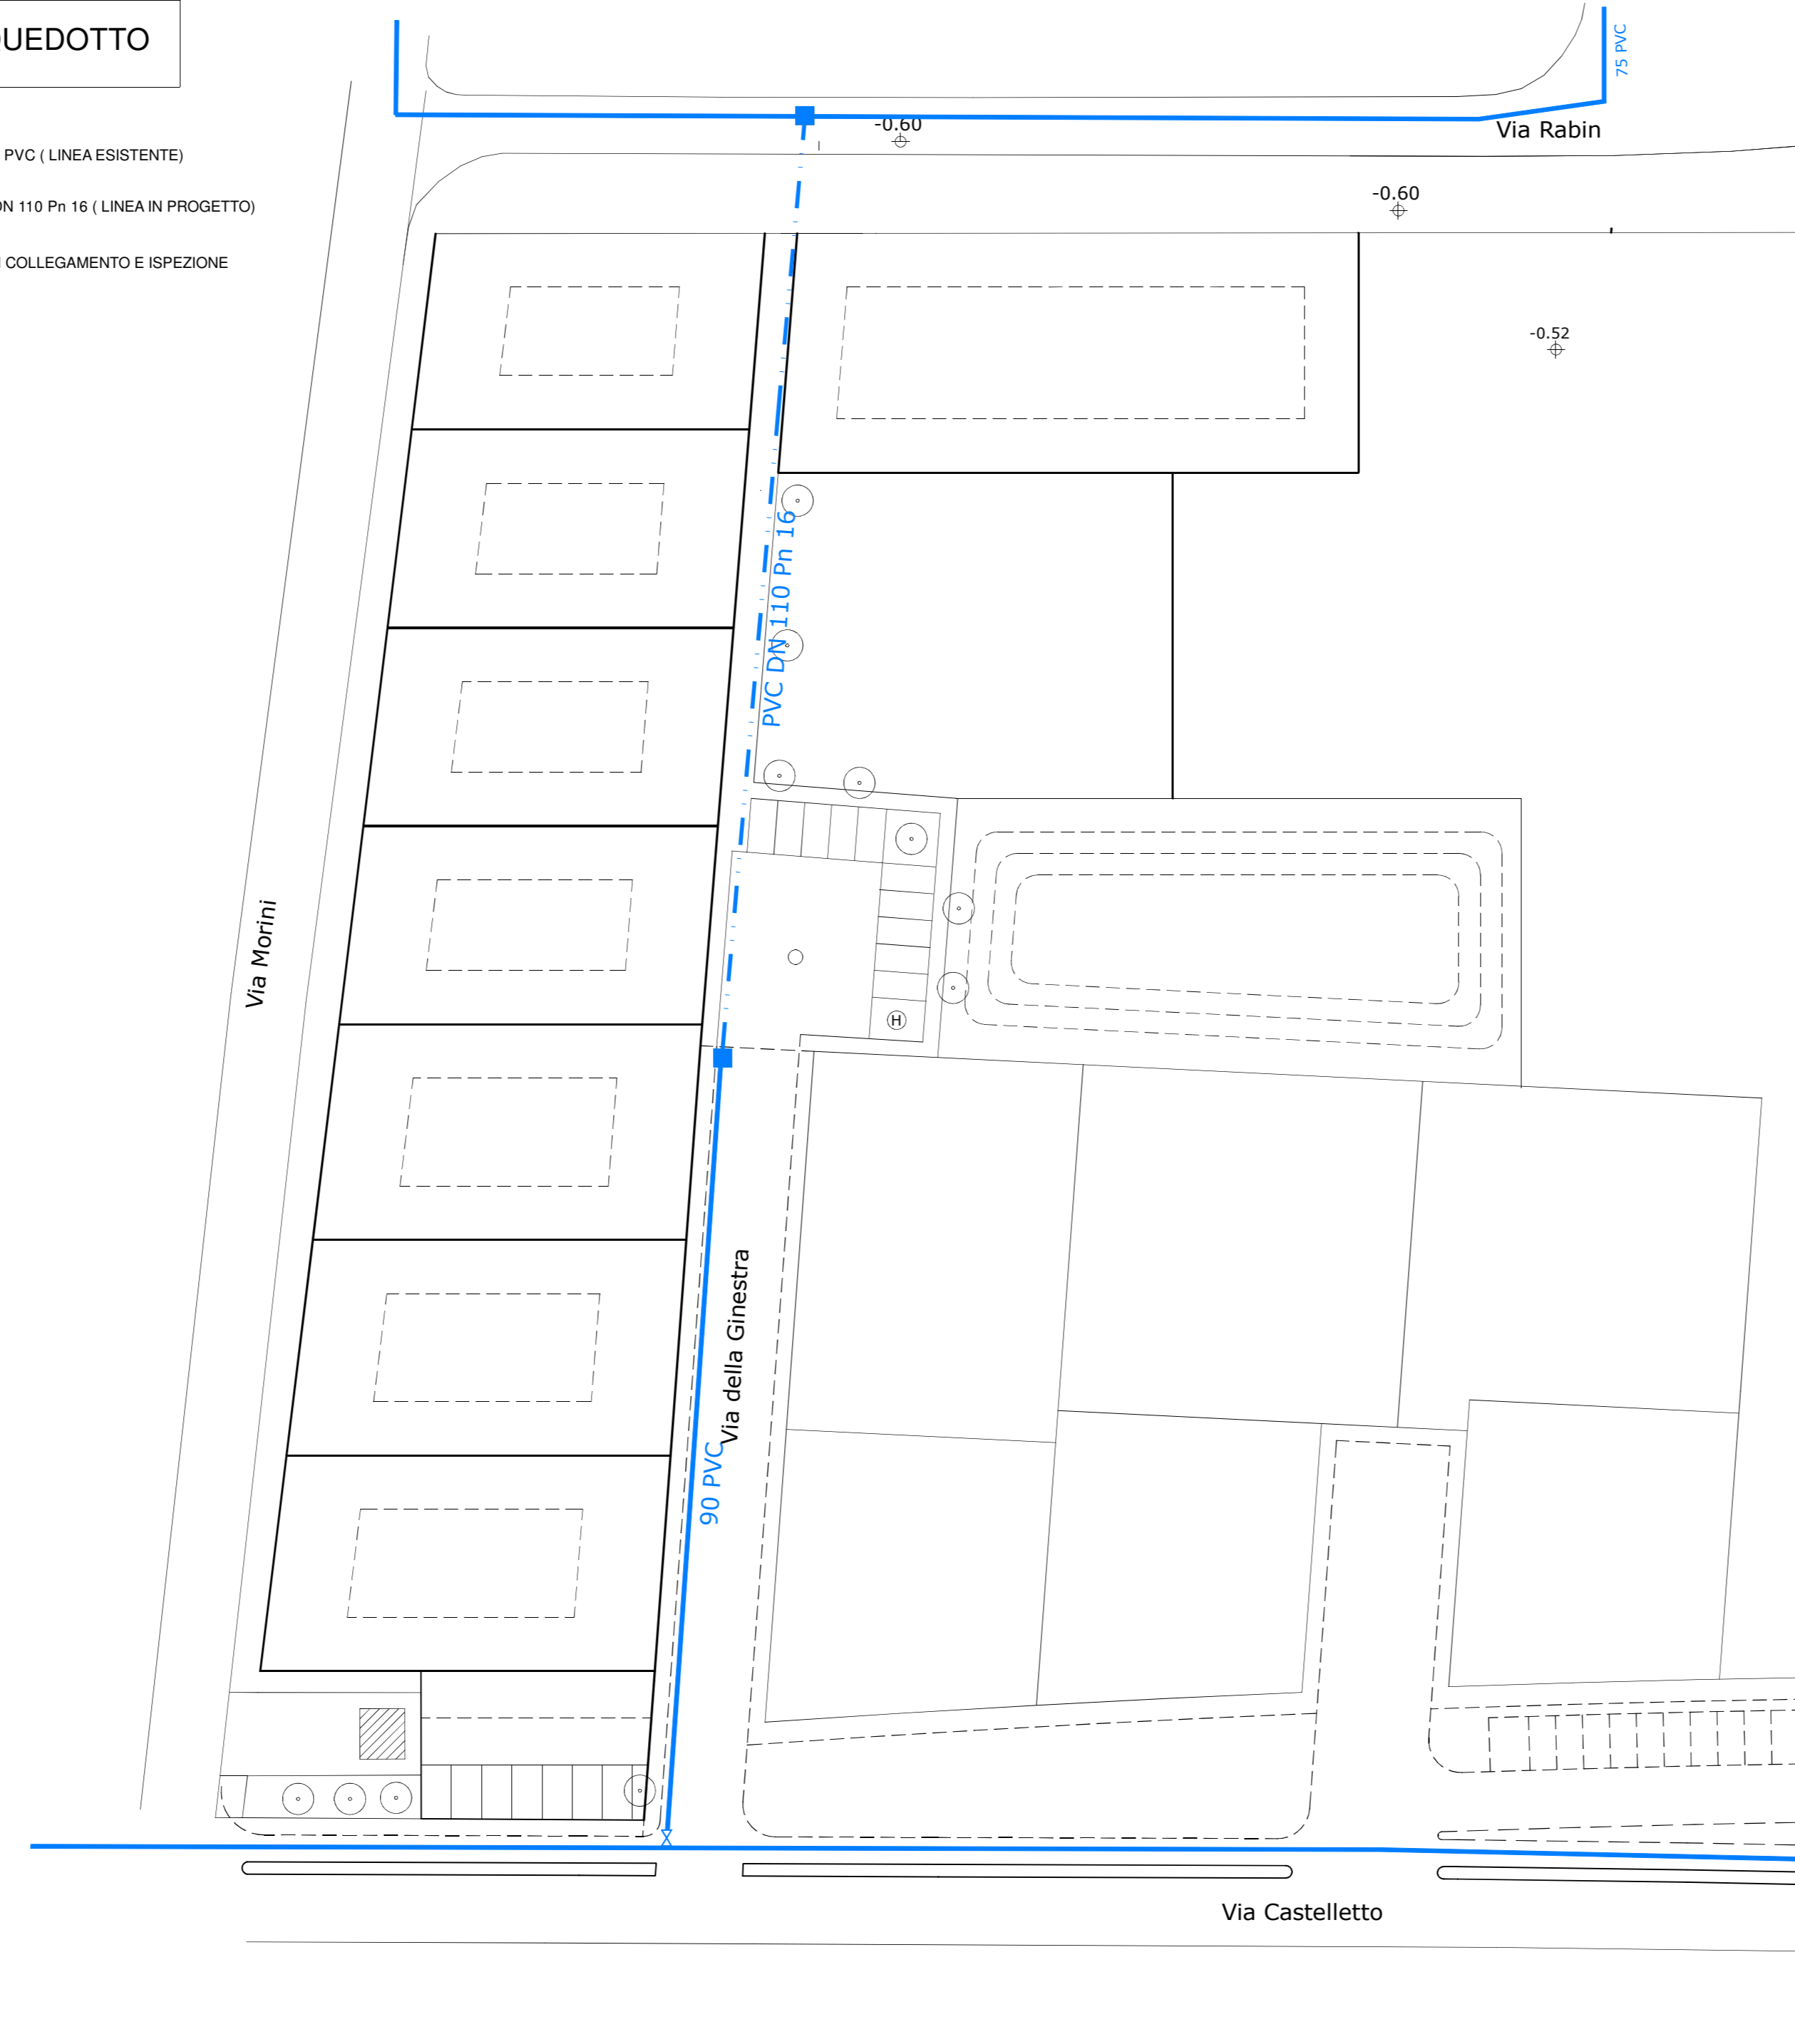 UEDOTTO
75 PVC
-0.60
Via Rabin
PVC ( LINEA ESISTENTE)
-0.60
N 110 Pn 16 ( LINEA IN PROGETTO)
COLLEGAMENTO E ISPEZIONE
-0.52
PVC DN 110 Pn 16
Via Morini
H
Via della Ginestra
90 PVC
Via Castelletto